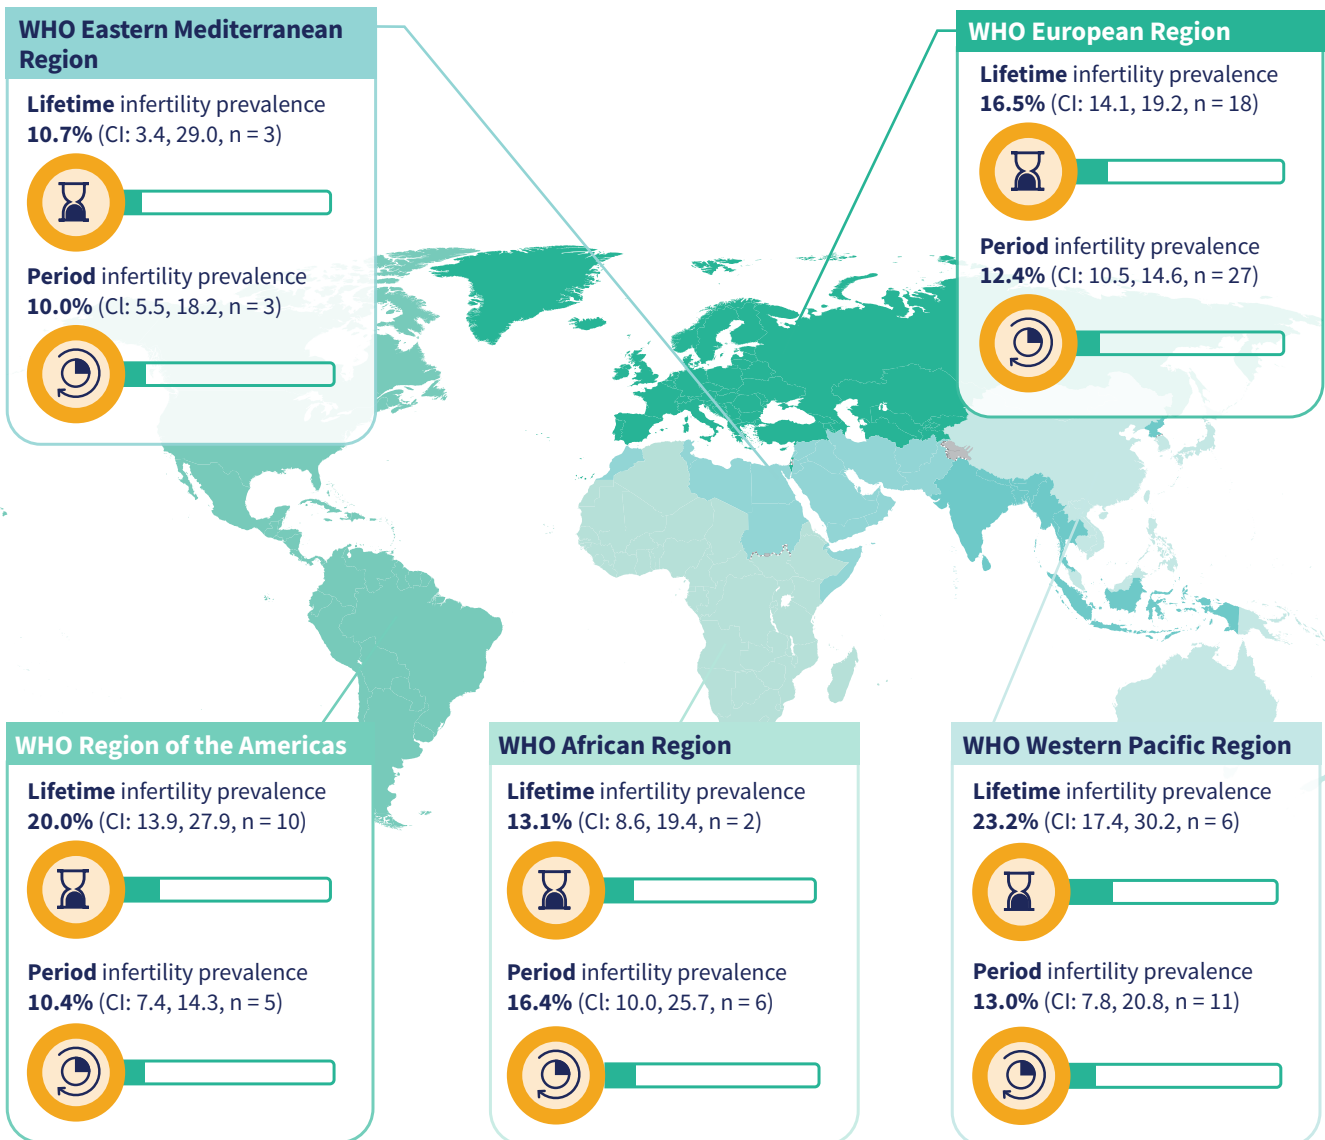 WHO Eastern Mediterranean
Region
Lifetime infertility prevalence
10.7% (CI: 3.4, 29.0, n = 3)
Period infertility prevalence
10.0% (Cl: 5.5, 18.2, n = 3)
WHO European Region
Lifetime infertility prevalence
16.5% (CI: 14.1, 19.2, n = 18)
Period infertility prevalence
12.4% (CI: 10.5, 14.6, n = 27)
WHO Region of the Americas
Lifetime infertility prevalence
20.0% (CI: 13.9, 27.9, n = 10)
Period infertility prevalence
10.4% (CI: 7.4, 14.3, n = 5)
WHO African Region
Lifetime infertility prevalence
13.1% (CI: 8.6, 19.4, n = 2)
Period infertility prevalence
16.4% (Cl: 10.0, 25.7, n = 6)
WHO Western Pacific Region
Lifetime infertility prevalence
23.2% (CI: 17.4, 30.2, n = 6)
Period infertility prevalence
13.0% (CI: 7.8, 20.8, n = 11)